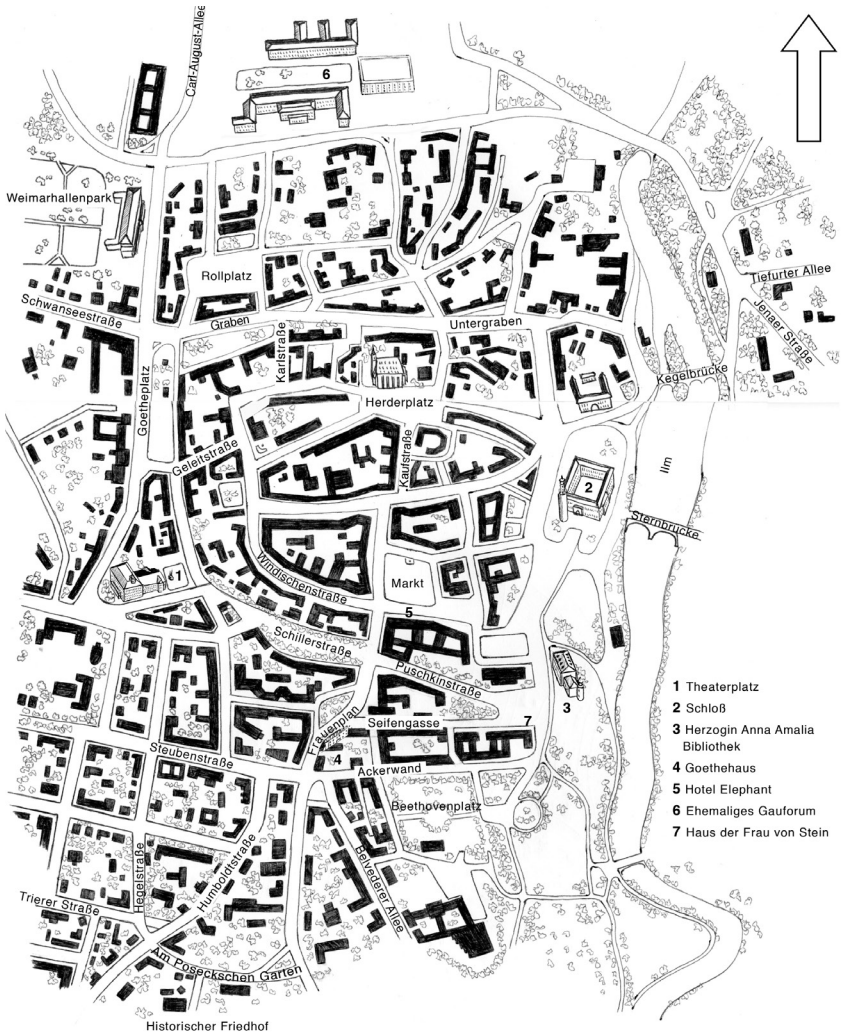 Carl-August-Allee
6
Weimarhallenpark
Rollplatz
Tiefurter Allee
Schwanseestraße
Jenaer Straße
Graben
Untergraben
Karlstraße
Kegelbrücke
Goetheplatz
Herderplatz
Geleitstraße
Kaufstraße
Ilm
2
Sternbrücke
Windischenstraße
1
Markt
5
Schillerstraße
Puschkinstraße
3
Frauenplan
Seifengasse
7
Steubenstraße
4
Ackerwand
Beethovenplatz
Hegelstraße
Humboldtstraße
Belvederer Allee
Trierer Straße
Am Poseckschen Garten
Historischer Friedhof
1 Theaterplatz
2 Schloß
3 Herzogin Anna Amalia
Bibliothek
4 Goethehaus
5 Hotel Elephant
6 Ehemaliges Gauforum
7 Haus der Frau von Stein